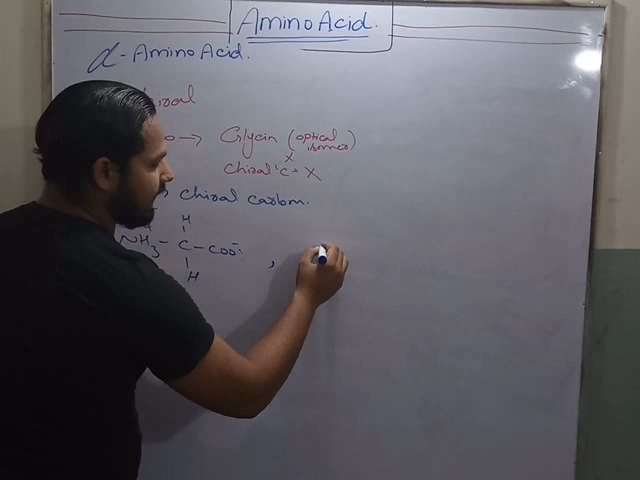 Amino Acid.
α - Amino Acid.
Glycin (optical isomer)
chiral 'C' → X
chiral carbon.
H
NH3 - C - COO-
H
,